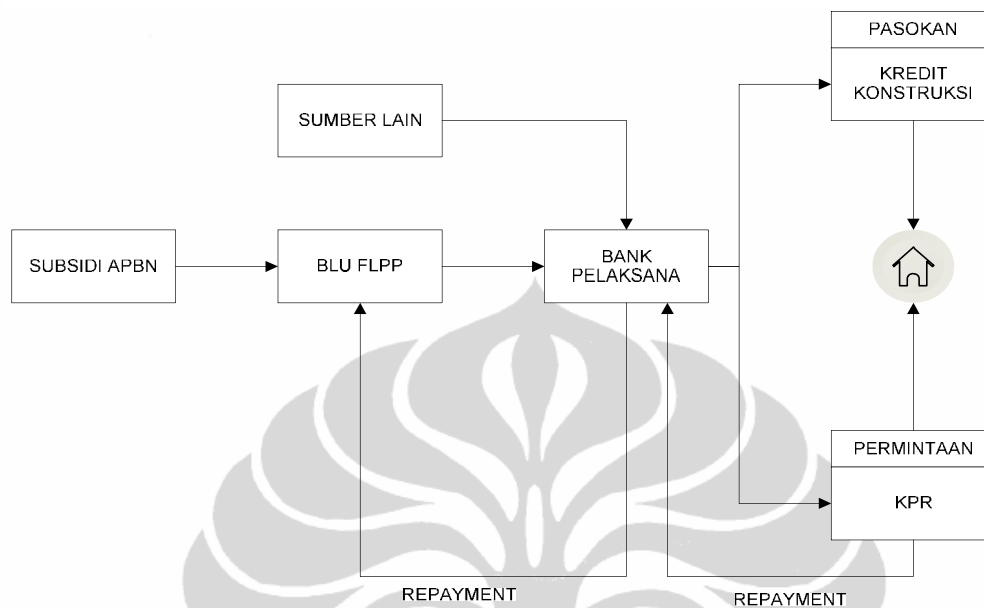 PASOKAN
KREDIT
KONSTRUKSI
SUMBER LAIN
SUBSIDI APBN
BLU FLPP
BANK
PELAKSANA
PERMINTAAN
KPR
REPAYMENT
REPAYMENT